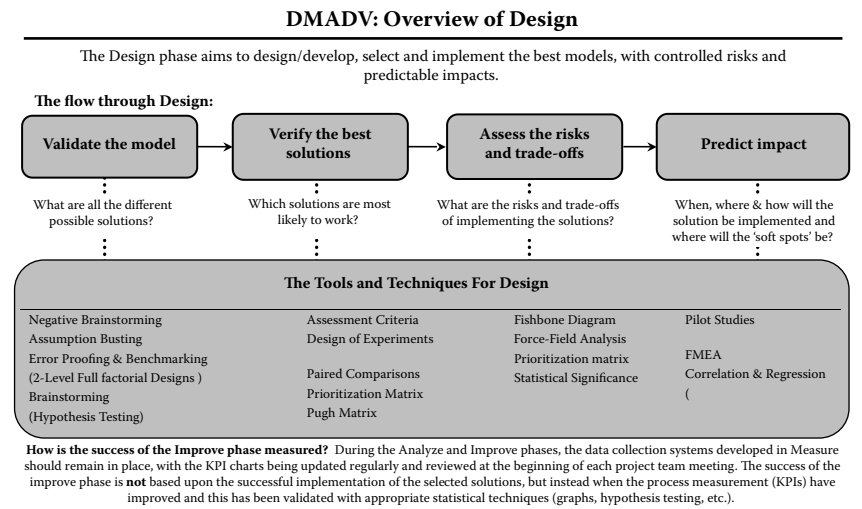 DMADV: Overview of Design
The Design phase aims to design/develop, select and implement the best models, with controlled risks and
predictable impacts.
The flow through Design:
Validate the model
Verify the best
solutions
Assess the risks
and trade-offs
Predict impact
What are all the different
possible solutions?
Which solutions are most
likely to work?
What are the risks and trade-offs
of implementing the solutions?
When, where & how will the
solution be implemented and
where will the ‘soft spots’ be?
The Tools and Techniques For Design
Negative Brainstorming
Assumption Busting
Error Proofing & Benchmarking
(2-Level Full factorial Designs )
Brainstorming
(Hypothesis Testing)
Assessment Criteria
Design of Experiments
Paired Comparisons
Prioritization Matrix
Pugh Matrix
Fishbone Diagram
Force-Field Analysis
Prioritization matrix
Statistical Significance
Pilot Studies
FMEA
Correlation & Regression
(
How is the success of the Improve phase measured? During the Analyze and Improve phases, the data collection systems developed in Measure
should remain in place, with the KPI charts being updated regularly and reviewed at the beginning of each project team meeting. The success of the
improve phase is not based upon the successful implementation of the selected solutions, but instead when the process measurement (KPIs) have
improved and this has been validated with appropriate statistical techniques (graphs, hypothesis testing, etc.).